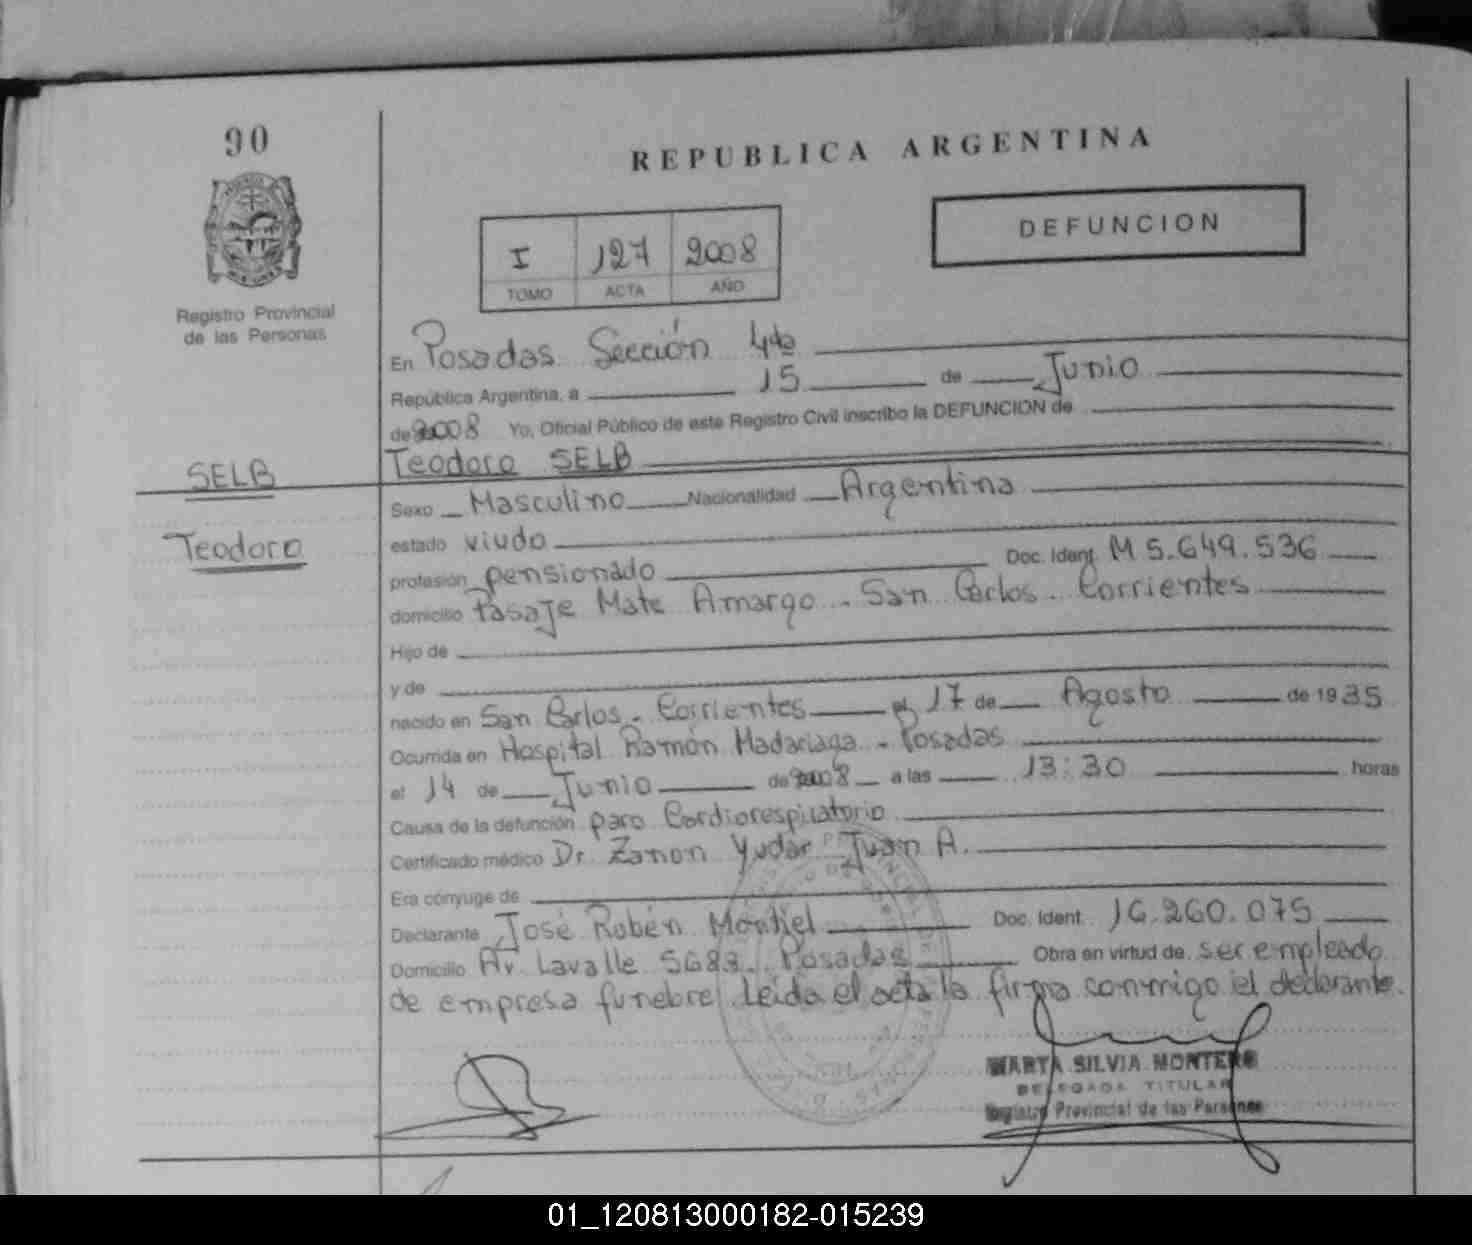 90
REPUBLICA ARGENTINA
DEFUNCION
I 127 2008
TOMO ACTA AÑO
Registro Provincial
de las Personas
En Posadas Sección 4ta
República Argentina, a 15 de Junio
de 2008 Yo, Oficial Público de este Registro Civil inscribo la DEFUNCION de
SELB
Teodoro SELB
Sexo Masculino Nacionalidad Argentina
Teodoro
estado viudo
profesión pensionado Doc. Ident. M 5.649.536
domicilio Pasaje Mate Amargo - San Carlos - Corrientes
Hijo de
y de
nacido en San Carlos - Corrientes el 17 de Agosto de 1935
Ocurrida en Hospital Ramón Madariaga - Posadas
el 14 de Junio de 2008 a las 13:30 horas
Causa de la defunción paro Cardiorespiratorio
Certificado médico Dr. Zanon Yudar Juan A.
Era cónyuge de
Declarante José Rubén Montiel Doc. Ident. 16.260.075
Domicilio Av. Lavalle 5683 Posadas Obra en virtud de ser empleado
de empresa funebre Leida el acta la firma conmigo el declarante.
MARTA SILVIA MONTERO
DELEGADA TITULAR
Registro Provincial de las Personas
01_120813000182-015239